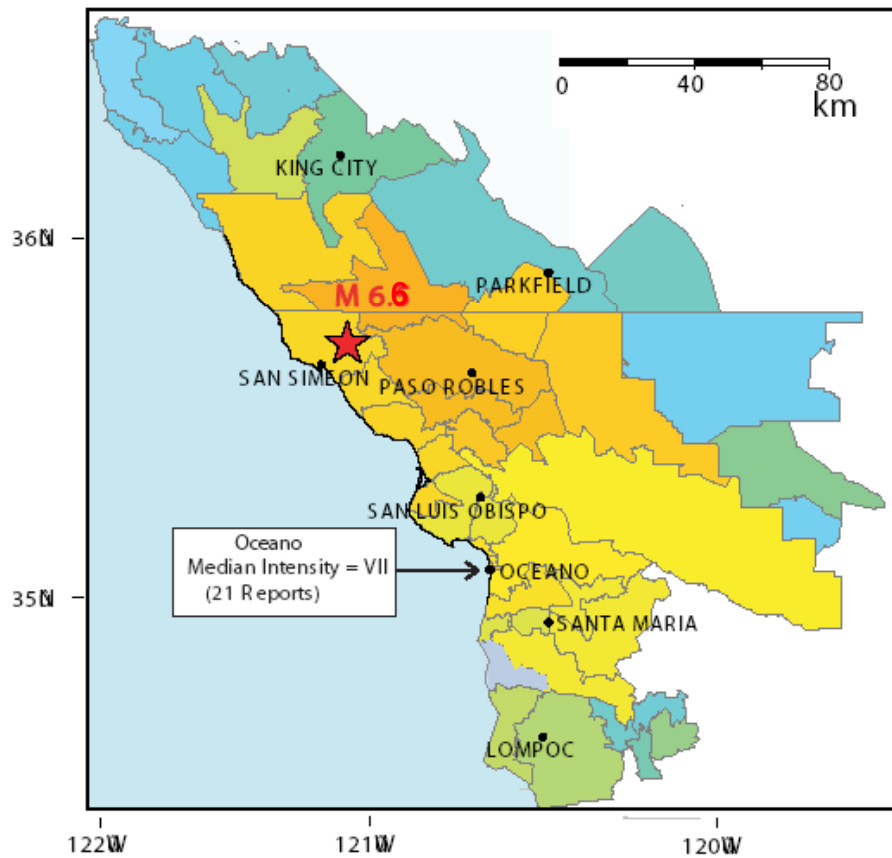 0 40 80
km
KING CITY
36N
PARKFIELD
M 6.6
SAN SIMEON
PASO ROBLES
SAN LUIS OBISPO
Oceano
Median Intensity = VII
(21 Reports)
OCEANO
35N
SANTA MARIA
LOMPOC
122W 121W 120W